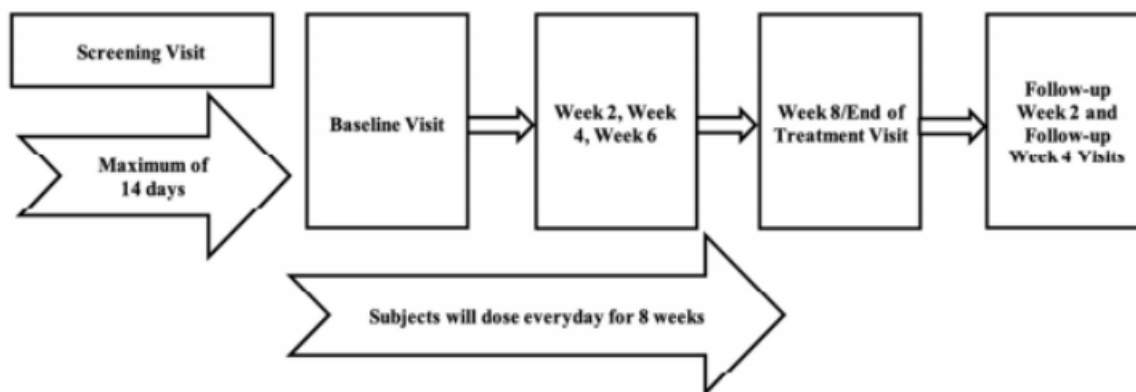 Screening Visit
Maximum of
14 days
Baseline Visit
Week 2, Week
4, Week 6
Week 8/End of
Treatment Visit
Follow-up
Week 2 and
Follow-up
Week 4 Visits
Subjects will dose everyday for 8 weeks